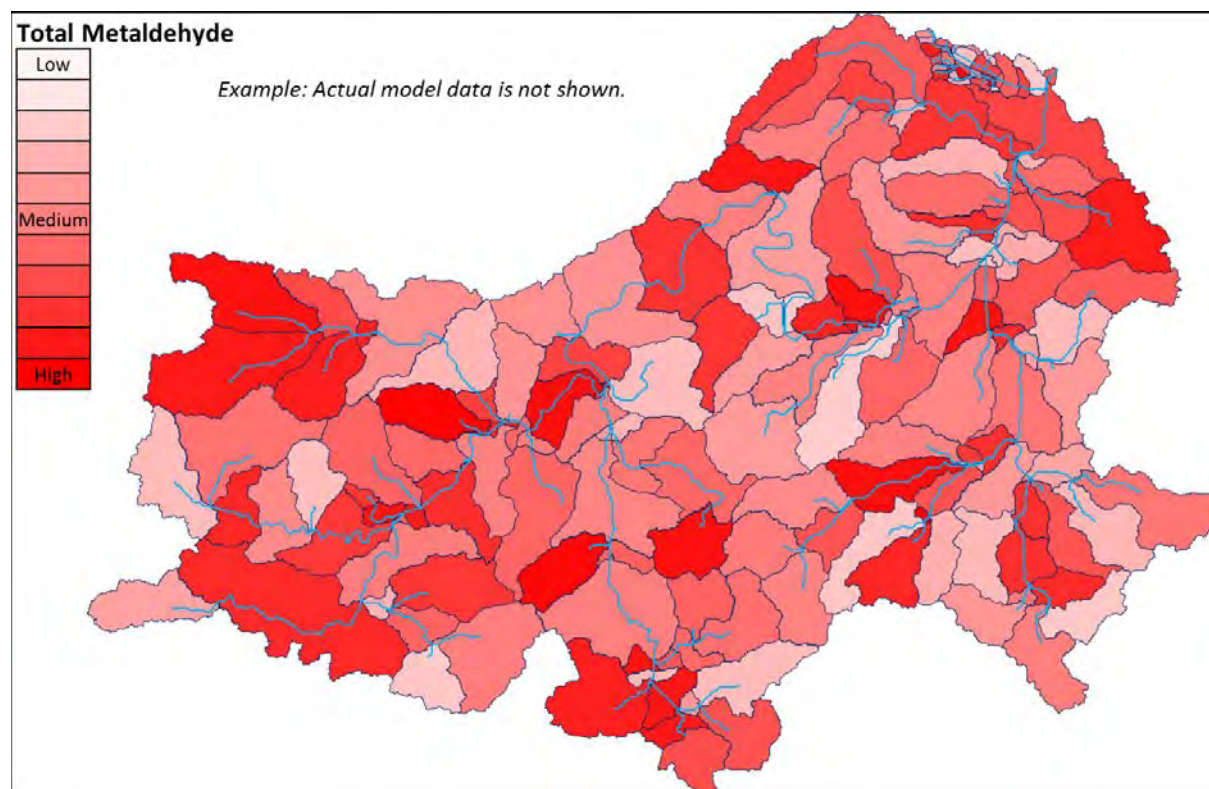 Total Metaldehyde
Low
Example: Actual model data is not shown.
Medium
High